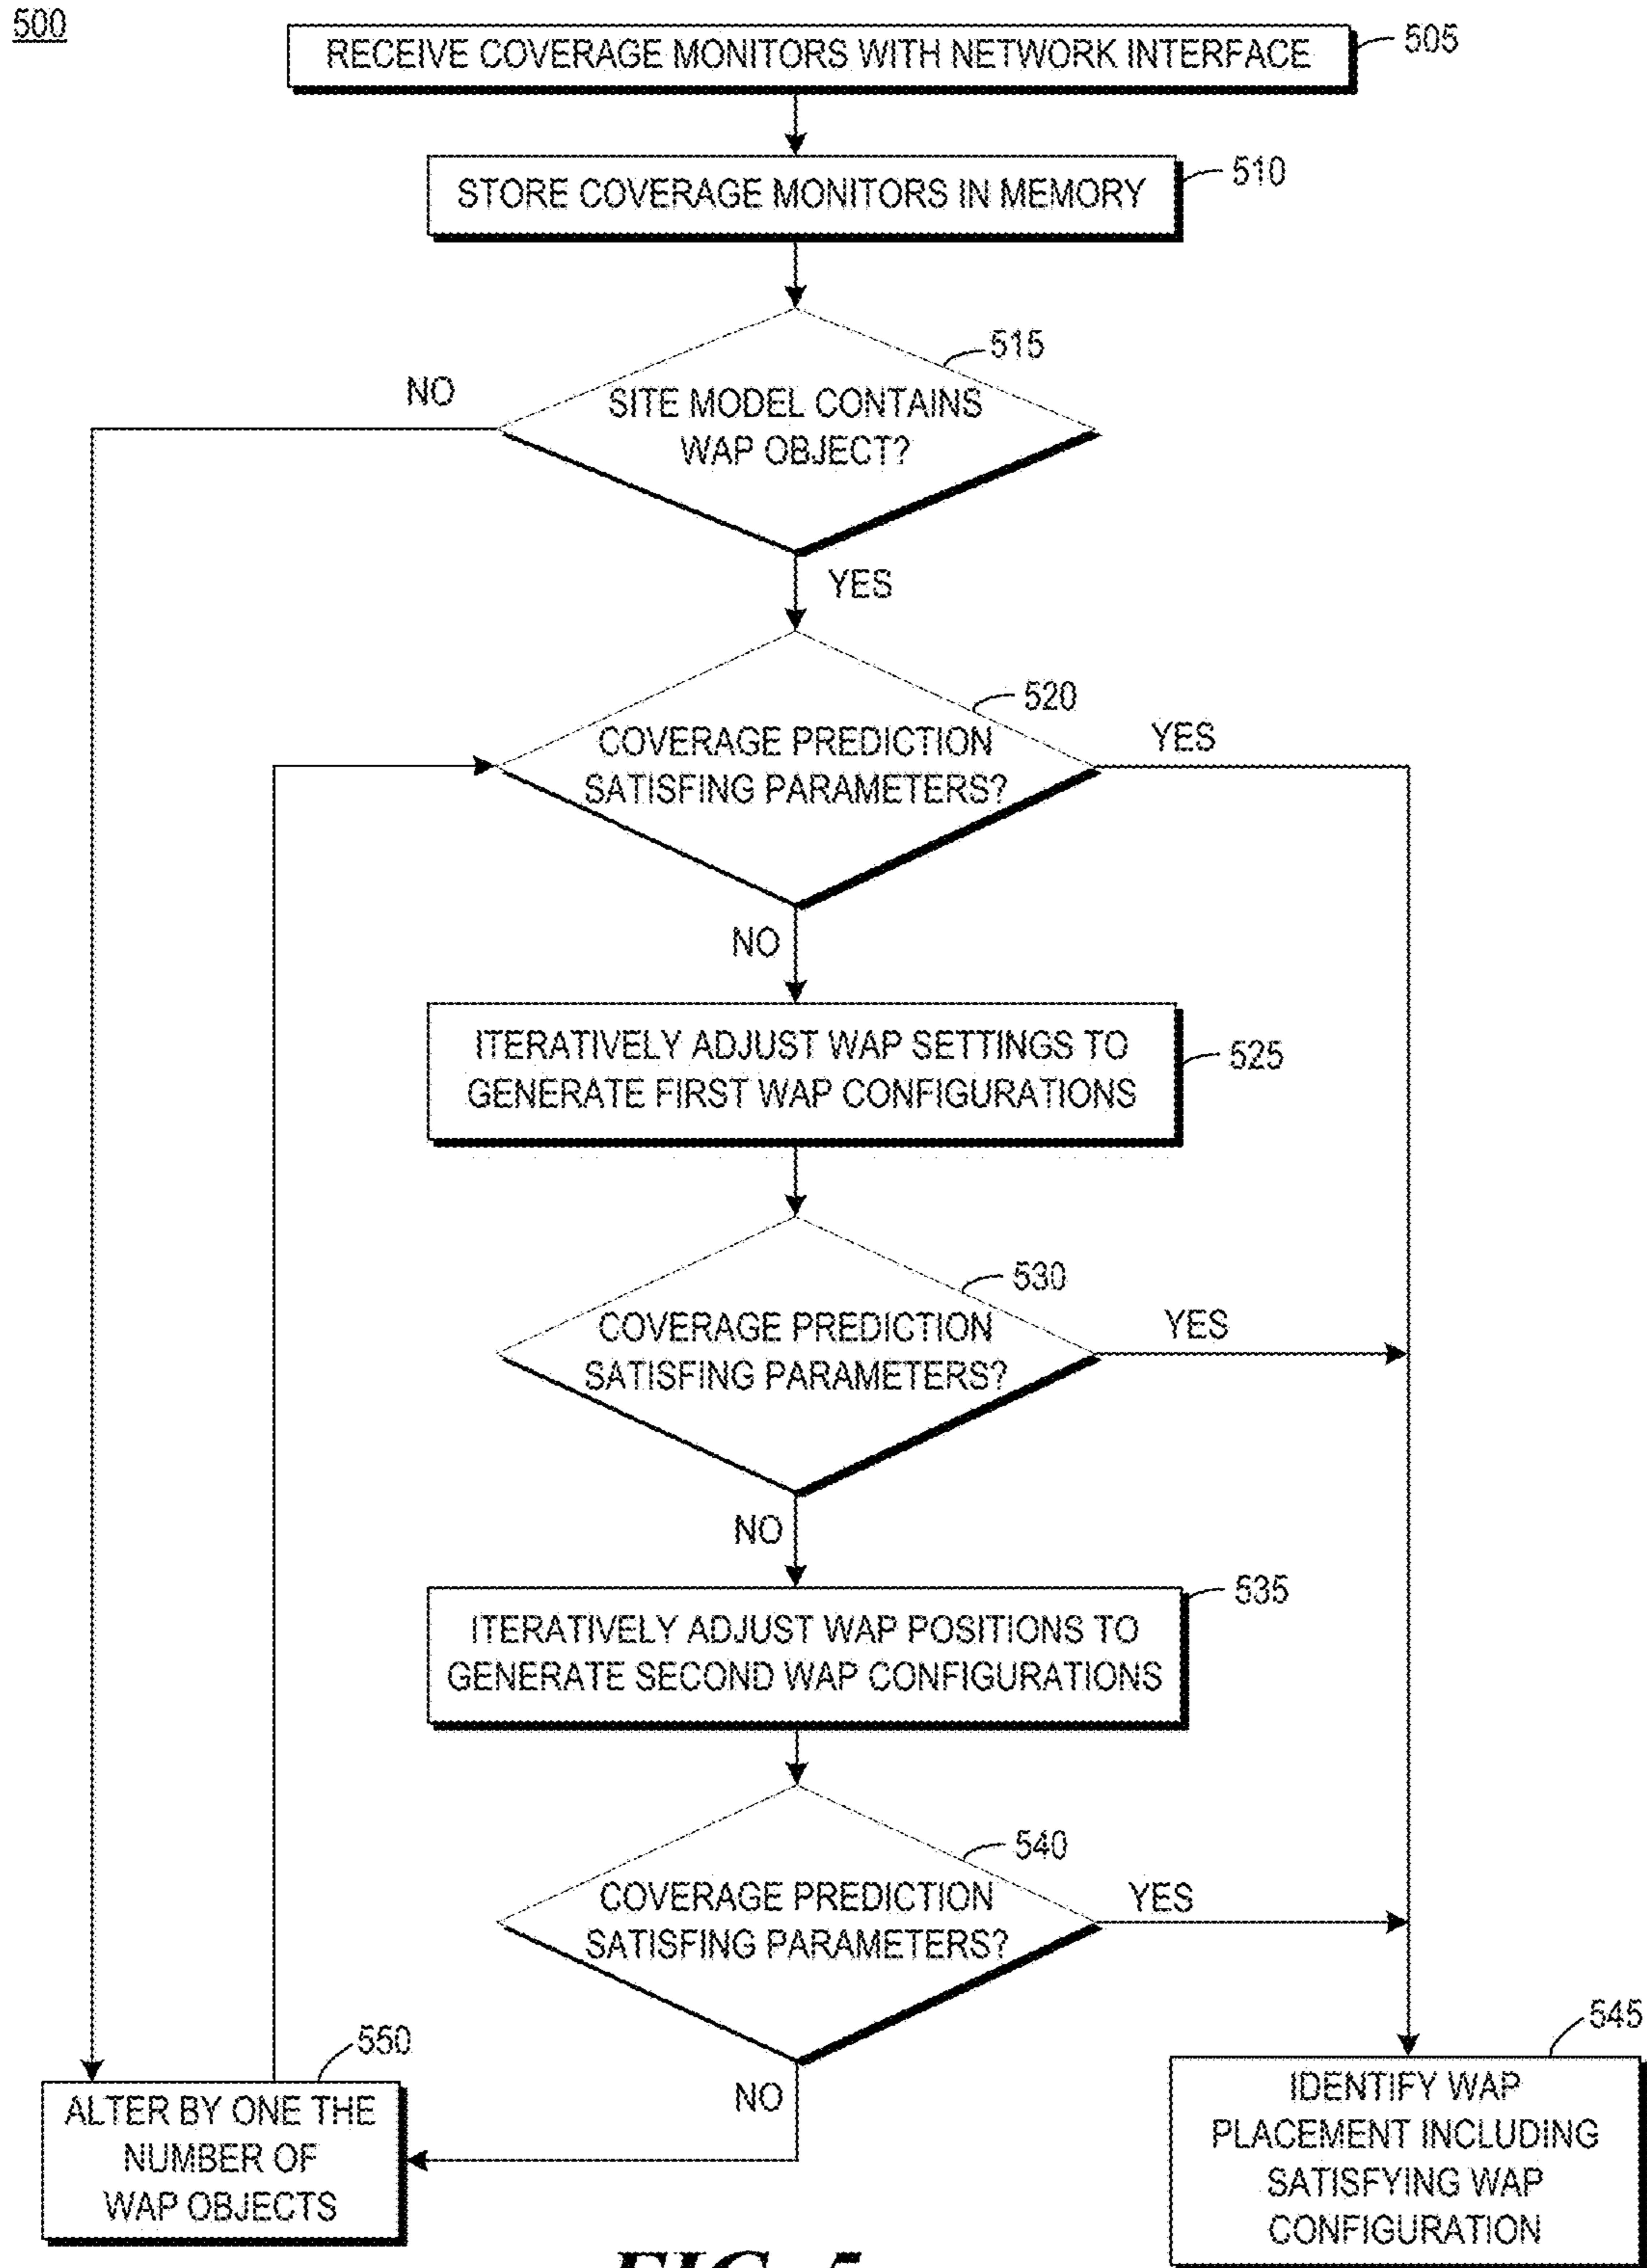 500
RECEIVE COVERAGE MONITORS WITH NETWORK INTERFACE
505
STORE COVERAGE MONITORS IN MEMORY
510
515
NO
SITE MODEL CONTAINS
WAP OBJECT?
YES
520
COVERAGE PREDICTION
SATISFING PARAMETERS?
YES
NO
ITERATIVELY ADJUST WAP SETTINGS TO
GENERATE FIRST WAP CONFIGURATIONS
525
530
COVERAGE PREDICTION
SATISFING PARAMETERS?
YES
NO
535
ITERATIVELY ADJUST WAP POSITIONS TO
GENERATE SECOND WAP CONFIGURATIONS
540
COVERAGE PREDICTION
SATISFING PARAMETERS?
YES
NO
550
ALTER BY ONE THE
NUMBER OF
WAP OBJECTS
545
IDENTIFY WAP
PLACEMENT INCLUDING
SATISFYING WAP
CONFIGURATION
FIG. 5